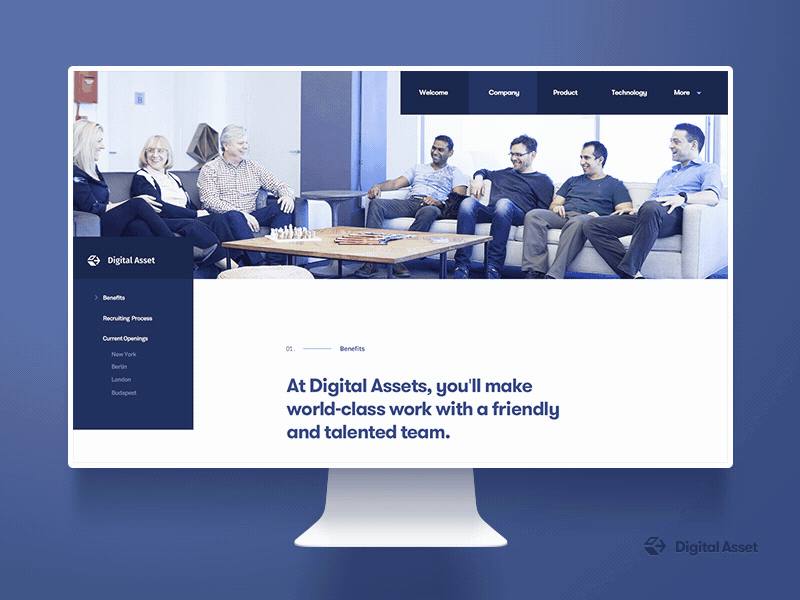 Welcome
Company
Product
Technology
More
Digital Asset
Benefits
Recruiting Process
Current Openings
New York
Berlin
London
Budapest
01.
Benefits
At Digital Assets, you'll make
world-class work with a friendly
and talented team.
Digital Asset